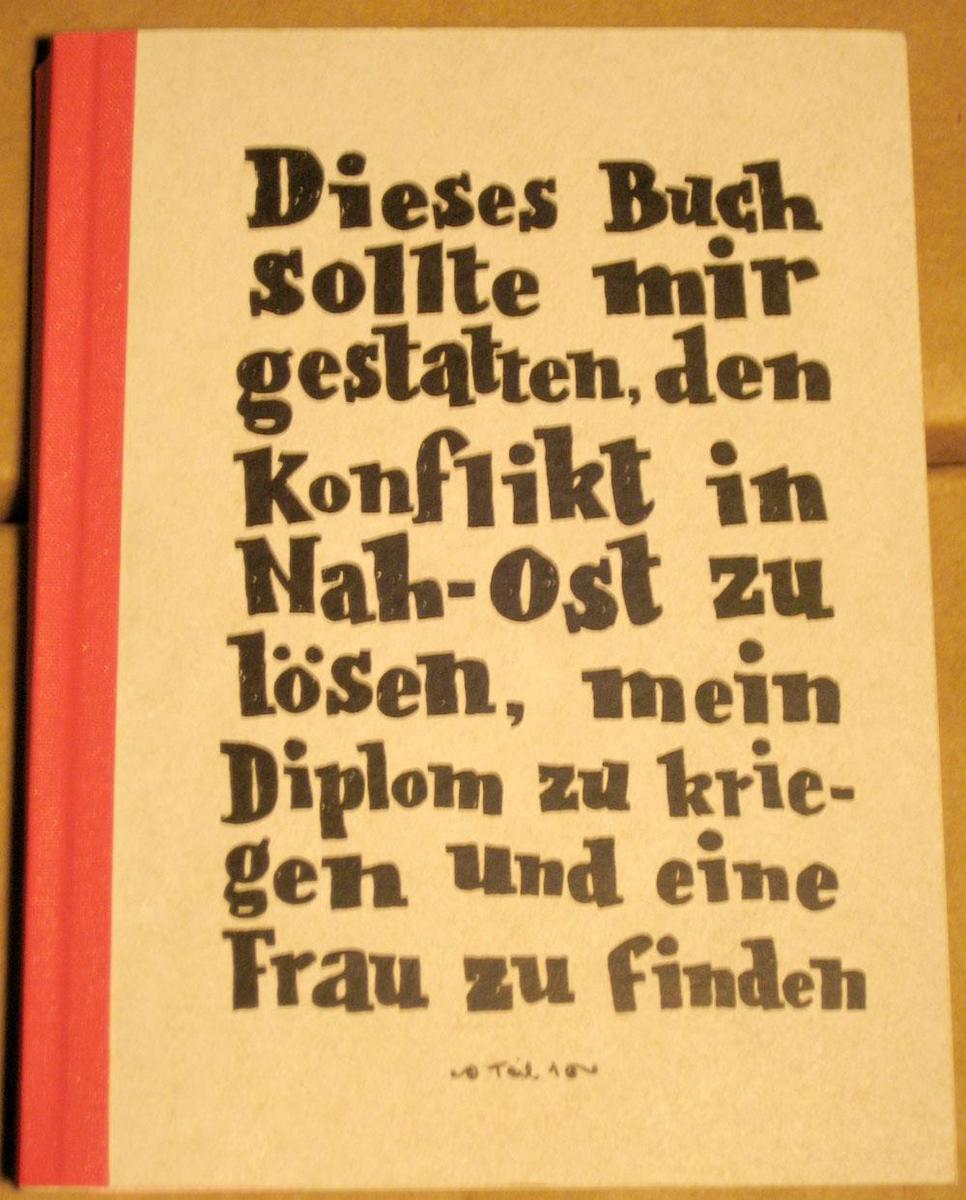 Dieses Buch
sollte mir
gestatten, den
Konflikt in
Nah-Ost zu
lösen, mein
Diplom zu krie-
gen und eine
Frau zu finden
Teil 1